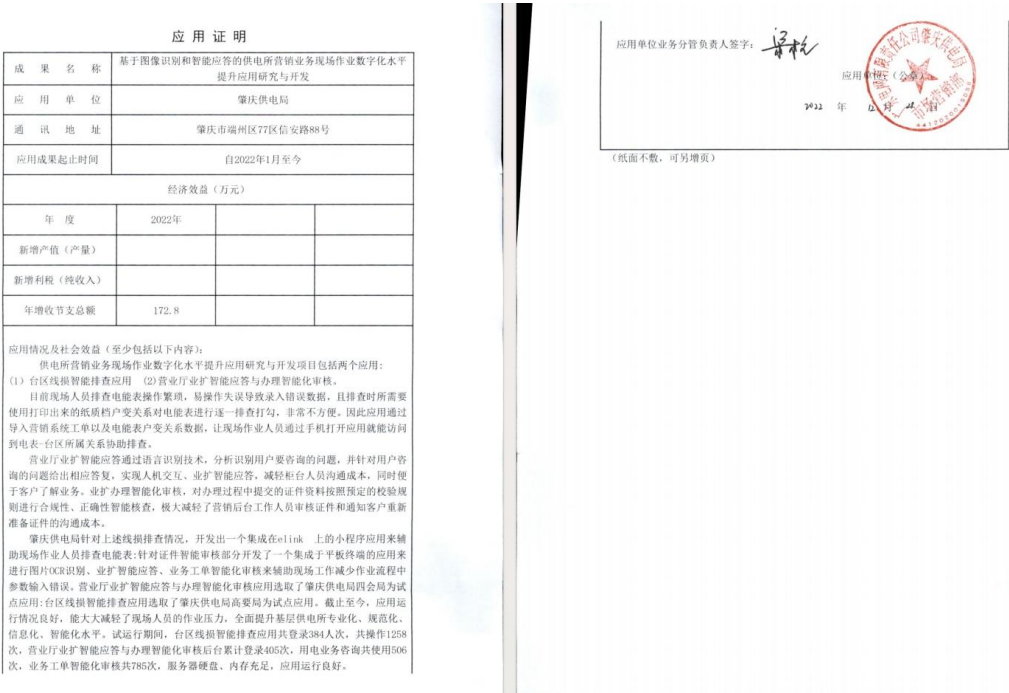 应用证明
成果名称 基于图像识别和智能应答的供电所营销业务现场作业数字化水平
提升应用研究与开发
应用单位 肇庆供电局
通讯地址 肇庆市端州区77区信安路88号
应用成果起止时间 自2022年1月至今
经济效益（万元）
年度 2022年
新增产值（产量）
新增利税（纯收入）
年增收节支总额 172.8
应用情况及社会效益（至少包括以下内容）：
供电所营销业务现场作业数字化水平提升应用研究与开发项目包括两个应用：
(1) 台区线损智能排查应用 (2)营业厅业扩智能应答与办理智能化审核。
目前现场人员排查电能表操作繁琐，易操作失误导致录入错误数据，且排查时所需要
使用打印出来的纸质档户变关系对电能表进行逐一排查打勾，非常不方便。因此应用通过
导入营销系统工单以及电能表户变关系数据，让现场作业人员通过手机打开应用就能访问
到电表-台区所属关系协助排查。
营业厅业扩智能应答通过语言识别技术，分析识别用户要咨询的问题，并针对用户咨
询的问题给出相应答复，实现人机交互、业扩智能应答，减轻柜台人员沟通成本，同时便
于客户了解业务。业扩办理智能化审核，对办理过程中提交的证件资料按照预定的校验规
则进行合规性、正确性智能核查，极大减轻了营销后台工作人员审核证件和通知客户重新
准备证件的沟通成本。
肇庆供电局针对上述线损排查情况，开发出一个集成在elink 上的小程序应用来辅
助现场作业人员排查电能表;针对证件智能审核部分开发了一个集成于平板终端的应用来
进行图片OCR识别、业扩智能应答、业务工单智能化审核来辅助现场工作减少作业流程中
参数输入错误。营业厅业扩智能应答与办理智能化审核应用选取了肇庆供电局四会局为试
点应用;台区线损智能排查应用选取了肇庆供电局高要局为试点应用。截止至今，应用运
行情况良好，能大大减轻了现场人员的作业压力，全面提升基层供电所专业化、规范化、
信息化、智能化水平。试运行期间，台区线损智能排查应用共登录384人次，共操作1258
次，营业厅业扩智能应答与办理智能化审核后台累计登录405次，用电业务咨询共使用506
次，业务工单智能化审核共785次，服务器硬盘、内存充足，应用运行良好。
应用单位业务分管负责人签字：
应用单位：（公章）
2022 年 12 月 28 日
市场营销部
（纸面不敷，可另增页）